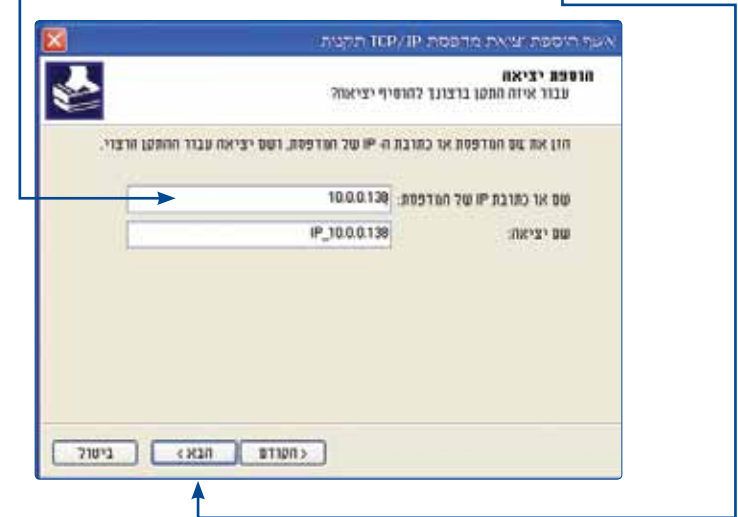 אשף הוספת יציאת מדפסת TCP/IP תקנית
הוספת יציאה
עבור איזה התקן ברצונך להוסיף יציאה?
הזן את שם המדפסת או כתובת ה- IP של המדפסת, ושם יציאה עבור ההתקן הרצוי.
שם או כתובת IP של המדפסת: 10.0.0.138
שם יציאה: IP_10.0.0.138
< הקודם הבא > ביטול